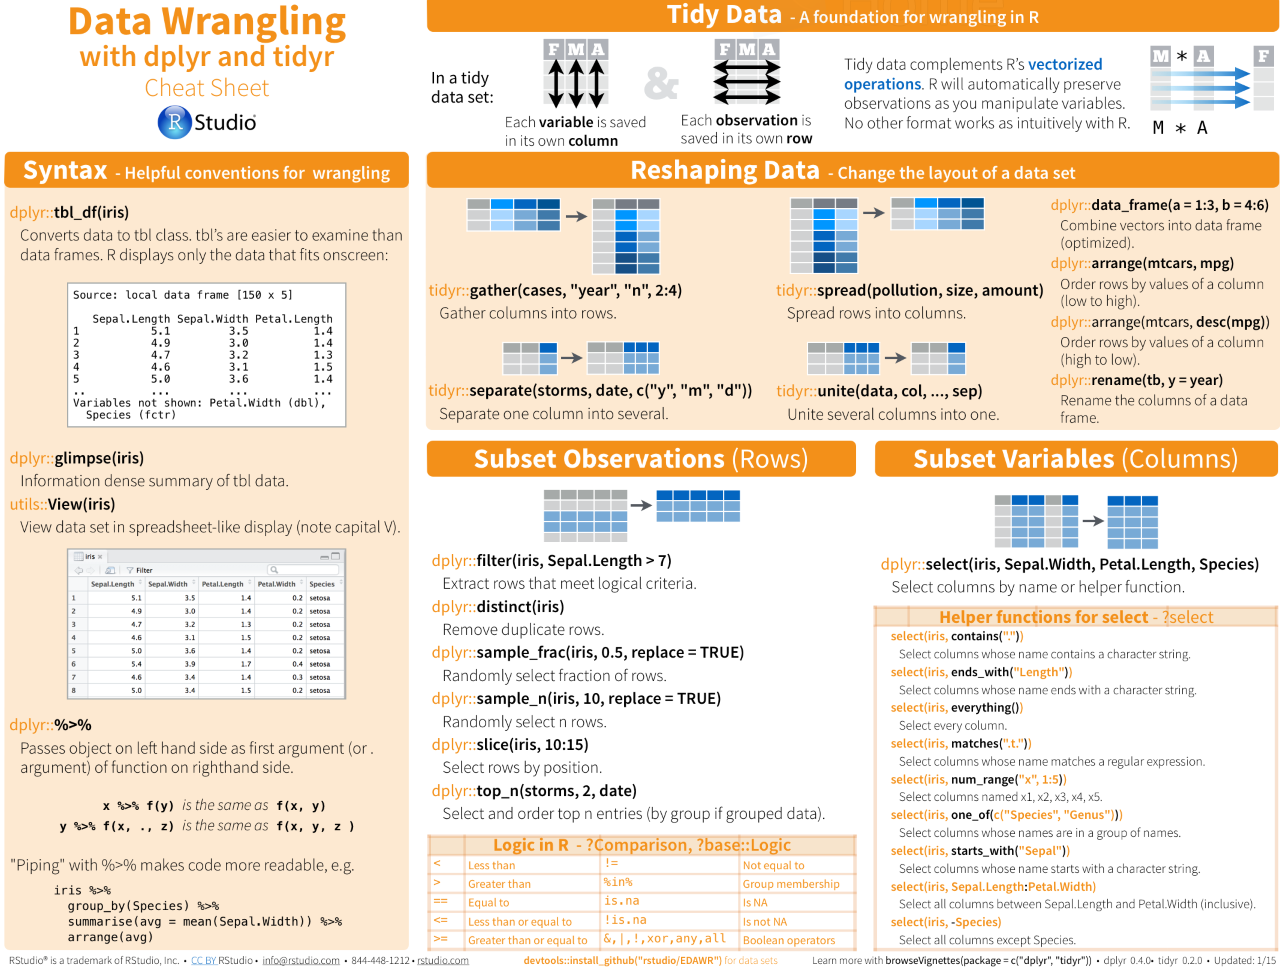 Data Wrangling
with dplyr and tidyr
Cheat Sheet
R Studio®
Syntax - Helpful conventions for wrangling
dplyr::tbl_df(iris)
Converts data to tbl class. tbl's are easier to examine than
data frames. R displays only the data that fits onscreen:
Source: local data frame [150 x 5]
Sepal.Length Sepal.Width Petal.Length
1 5.1 3.5 1.4
2 4.9 3.0 1.4
3 4.7 3.2 1.3
4 4.6 3.1 1.5
5 5.0 3.6 1.4
.. ... ... ...
Variables not shown: Petal.Width (dbl),
Species (fctr)
dplyr::glimpse(iris)
Information dense summary of tbl data.
utils::View(iris)
View data set in spreadsheet-like display (note capital V).
iris ×
Filter
Sepal.Length Sepal.Width Petal.Length Petal.Width Species
1 5.1 3.5 1.4 0.2 setosa
2 4.9 3.0 1.4 0.2 setosa
3 4.7 3.2 1.3 0.2 setosa
4 4.6 3.1 1.5 0.2 setosa
5 5.0 3.6 1.4 0.2 setosa
6 5.4 3.9 1.7 0.4 setosa
7 4.6 3.4 1.4 0.3 setosa
8 5.0 3.4 1.5 0.2 setosa
dplyr::%>%
Passes object on left hand side as first argument (or .
argument) of function on righthand side.
x %>% f(y) is the same as f(x, y)
y %>% f(x, ., z) is the same as f(x, y, z )
"Piping" with %>% makes code more readable, e.g.
iris %>%
group_by(Species) %>%
summarise(avg = mean(Sepal.Width)) %>%
arrange(avg)
Tidy Data - A foundation for wrangling in R
In a tidy
data set:
F M A
Each variable is saved
in its own column
&
F M A
Each observation is
saved in its own row
Tidy data complements R's vectorized
operations. R will automatically preserve
observations as you manipulate variables.
No other format works as intuitively with R.
M * A F
M * A
Reshaping Data - Change the layout of a data set
tidyr::gather(cases, "year", "n", 2:4)
Gather columns into rows.
tidyr::spread(pollution, size, amount)
Spread rows into columns.
tidyr::separate(storms, date, c("y", "m", "d"))
Separate one column into several.
tidyr::unite(data, col, ..., sep)
Unite several columns into one.
dplyr::data_frame(a = 1:3, b = 4:6)
Combine vectors into data frame
(optimized).
dplyr::arrange(mtcars, mpg)
Order rows by values of a column
(low to high).
dplyr::arrange(mtcars, desc(mpg))
Order rows by values of a column
(high to low).
dplyr::rename(tb, y = year)
Rename the columns of a data
frame.
Subset Observations (Rows)
dplyr::filter(iris, Sepal.Length > 7)
Extract rows that meet logical criteria.
dplyr::distinct(iris)
Remove duplicate rows.
dplyr::sample_frac(iris, 0.5, replace = TRUE)
Randomly select fraction of rows.
dplyr::sample_n(iris, 10, replace = TRUE)
Randomly select n rows.
dplyr::slice(iris, 10:15)
Select rows by position.
dplyr::top_n(storms, 2, date)
Select and order top n entries (by group if grouped data).
Logic in R - ?Comparison, ?base::Logic
< Less than != Not equal to
> Greater than %in% Group membership
== Equal to is.na Is NA
<= Less than or equal to !is.na Is not NA
>= Greater than or equal to &,|,!,xor,any,all Boolean operators
Subset Variables (Columns)
dplyr::select(iris, Sepal.Width, Petal.Length, Species)
Select columns by name or helper function.
Helper functions for select - ?select
select(iris, contains("."))
Select columns whose name contains a character string.
select(iris, ends_with("Length"))
Select columns whose name ends with a character string.
select(iris, everything())
Select every column.
select(iris, matches(".t."))
Select columns whose name matches a regular expression.
select(iris, num_range("x", 1:5))
Select columns named x1, x2, x3, x4, x5.
select(iris, one_of(c("Species", "Genus")))
Select columns whose names are in a group of names.
select(iris, starts_with("Sepal"))
Select columns whose name starts with a character string.
select(iris, Sepal.Length:Petal.Width)
Select all columns between Sepal.Length and Petal.Width (inclusive).
select(iris, -Species)
Select all columns except Species.
RStudio® is a trademark of RStudio, Inc. • CC BY RStudio • info@rstudio.com • 844-448-1212 • rstudio.com
devtools::install_github("rstudio/EDAWR") for data sets
Learn more with browseVignettes(package = c("dplyr", "tidyr")) • dplyr 0.4.0 • tidyr 0.2.0 • Updated: 1/15